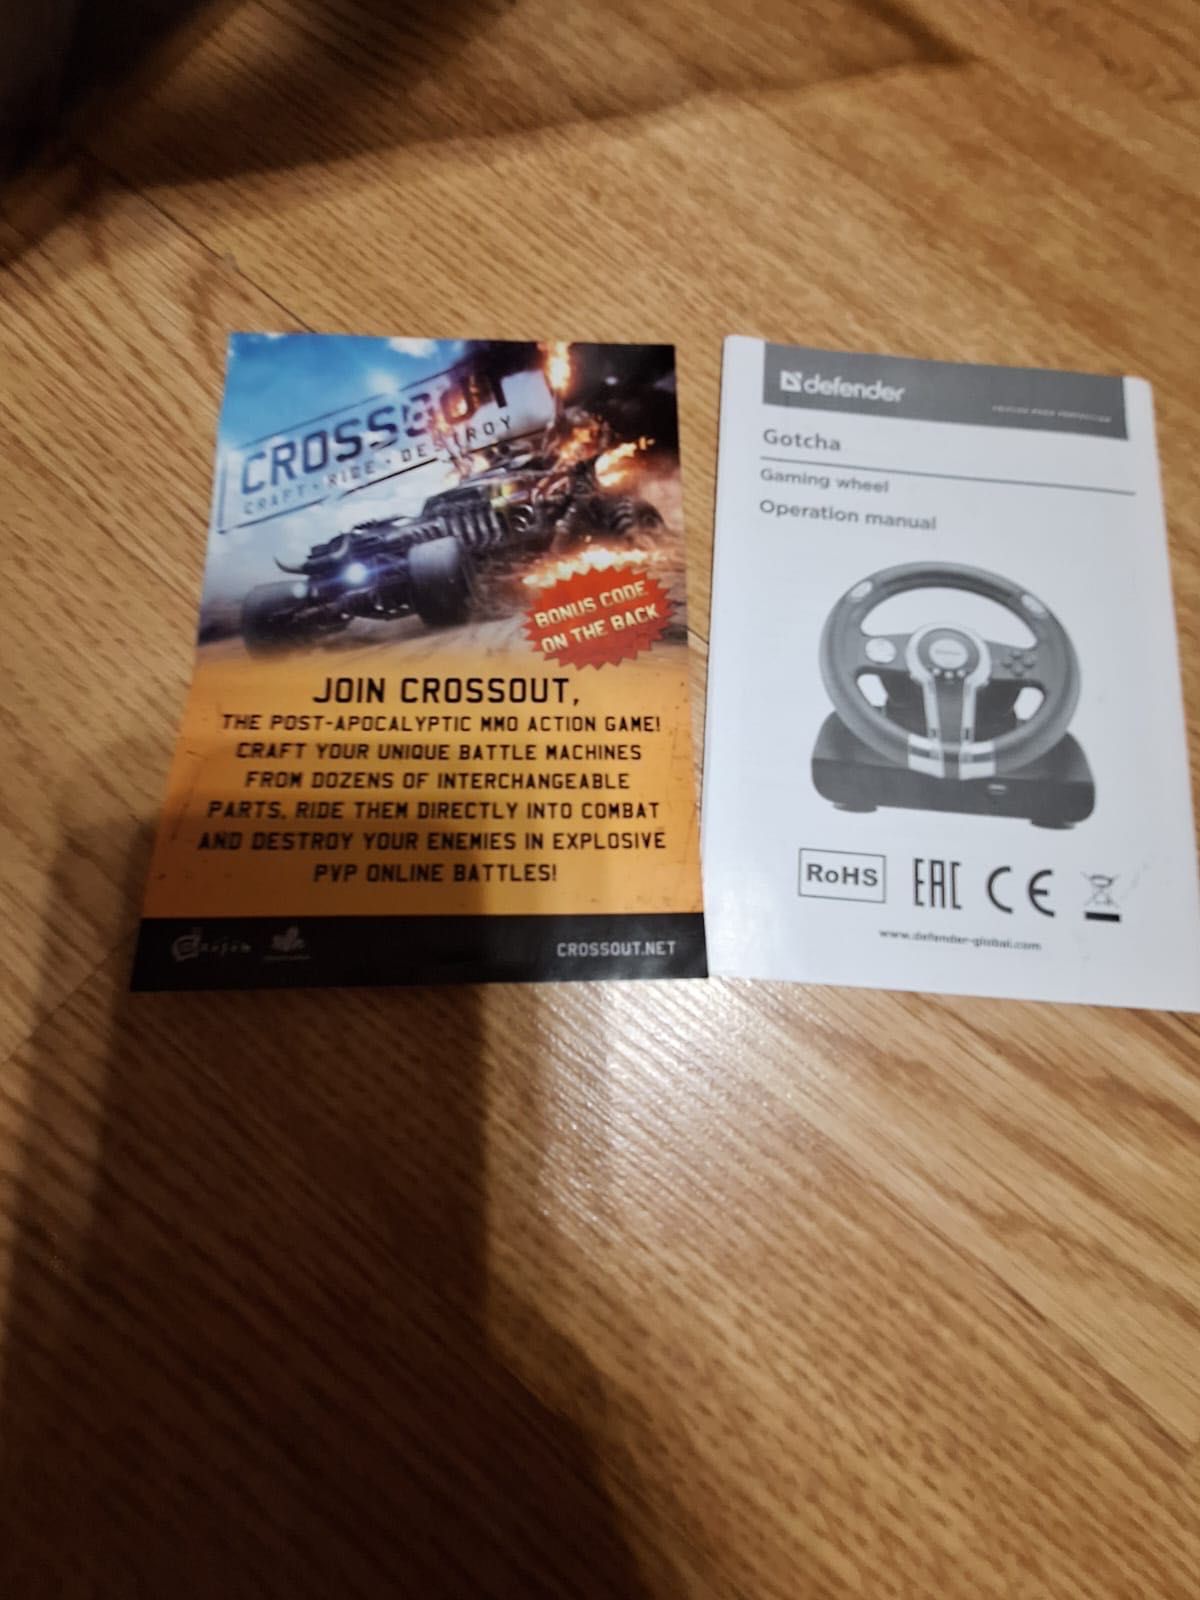 CROSSOUT
CRAFT • RIDE • DESTROY
BONUS CODE
ON THE BACK
JOIN CROSSOUT,
THE POST-APOCALYPTIC MMO ACTION GAME!
CRAFT YOUR UNIQUE BATTLE MACHINES
FROM DOZENS OF INTERCHANGEABLE
PARTS, RIDE THEM DIRECTLY INTO COMBAT
AND DESTROY YOUR ENEMIES IN EXPLOSIVE
PVP ONLINE BATTLES!
CROSSOUT.NET
defender
Gotcha
Gaming wheel
Operation manual
RoHS EAC CE
www.defender-global.com